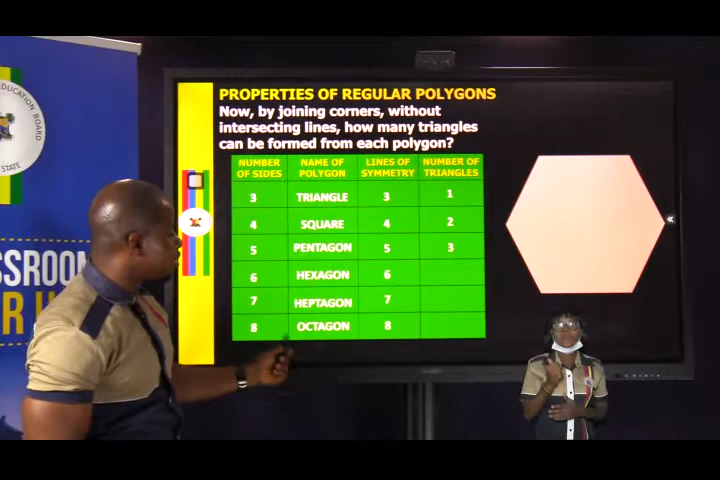 PROPERTIES OF REGULAR POLYGONS
Now, by joining corners, without
intersecting lines, how many triangles
can be formed from each polygon?
NUMBER OF SIDES NAME OF POLYGON LINES OF SYMMETRY NUMBER OF TRIANGLES
3 TRIANGLE 3 1
4 SQUARE 4 2
5 PENTAGON 5 3
6 HEXAGON 6
7 HEPTAGON 7
8 OCTAGON 8
EDUCATION BOARD
STATE